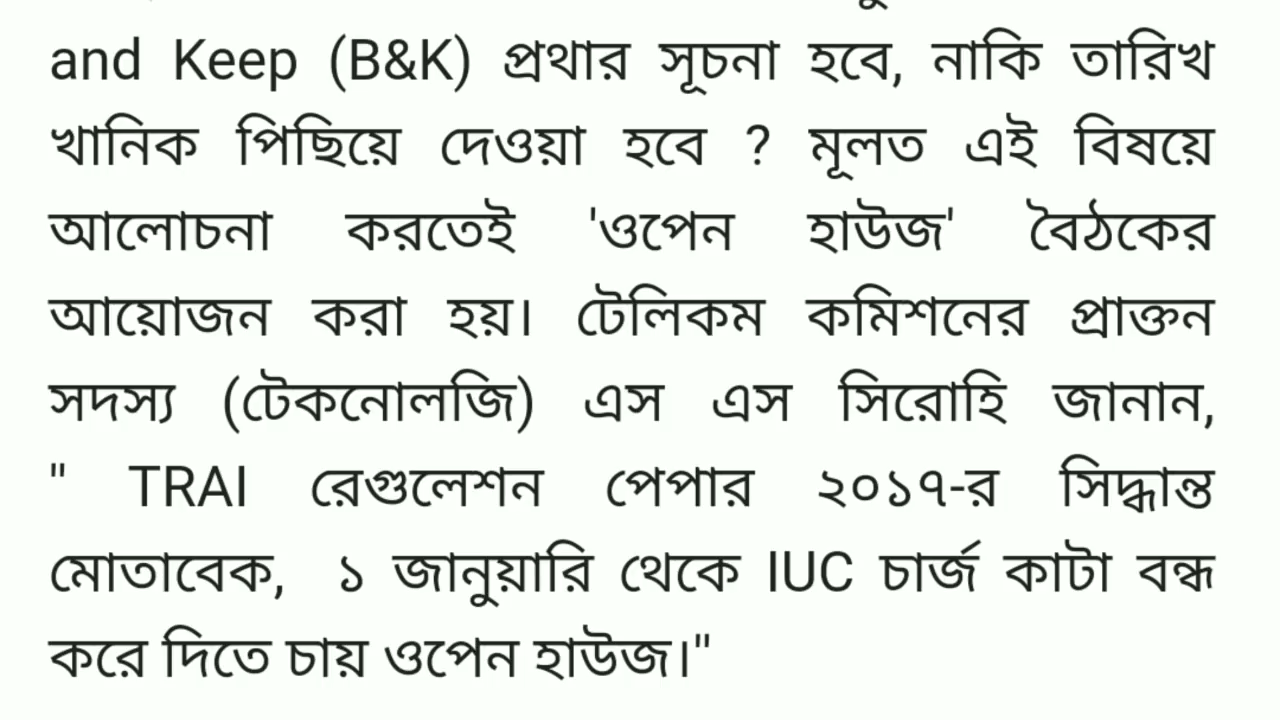 and Keep (B&K) প্রথার সূচনা হবে, নাকি তারিখ
খানিক পিছিয়ে দেওয়া হবে ? মূলত এই বিষয়ে
আলোচনা করতেই 'ওপেন হাউজ' বৈঠকের
আয়োজন করা হয়। টেলিকম কমিশনের প্রাক্তন
সদস্য (টেকনোলজি) এস এস সিরোহি জানান,
" TRAI রেগুলেশন পেপার ২০১৭-র সিদ্ধান্ত
মোতাবেক, ১ জানুয়ারি থেকে IUC চার্জ কাটা বন্ধ
করে দিতে চায় ওপেন হাউজ।"